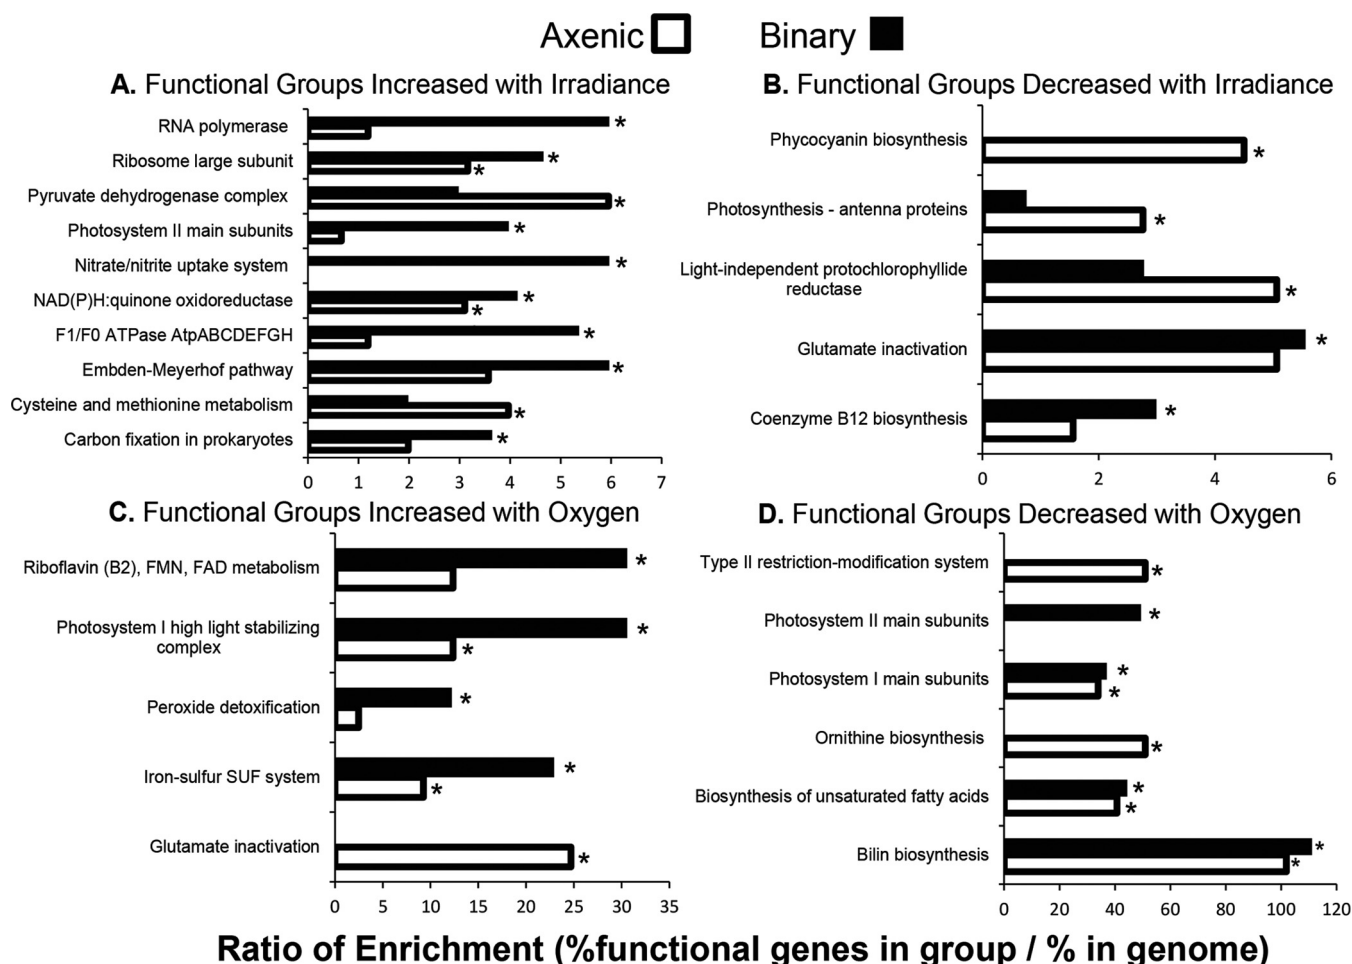 Axenic Binary
A. Functional Groups Increased with Irradiance
RNA polymerase *
Ribosome large subunit *
*
Pyruvate dehydrogenase complex *
Photosystem II main subunits *
Nitrate/nitrite uptake system *
NAD(P)H:quinone oxidoreductase *
*
F1/F0 ATPase AtpABCDEFGH *
Embden-Meyerhof pathway *
Cysteine and methionine metabolism *
Carbon fixation in prokaryotes *
0 1 2 3 4 5 6 7
B. Functional Groups Decreased with Irradiance
Phycocyanin biosynthesis *
Photosynthesis - antenna proteins *
Light-independent protochlorophyllide
reductase *
Glutamate inactivation *
Coenzyme B12 biosynthesis *
0 2 4 6
C. Functional Groups Increased with Oxygen
Riboflavin (B2), FMN, FAD metabolism *
Photosystem I high light stabilizing *
complex *
Peroxide detoxification *
Iron-sulfur SUF system *
*
Glutamate inactivation *
0 5 10 15 20 25 30 35
D. Functional Groups Decreased with Oxygen
Type II restriction-modification system *
Photosystem II main subunits *
Photosystem I main subunits *
*
Ornithine biosynthesis *
Biosynthesis of unsaturated fatty acids *
*
Bilin biosynthesis *
*
0 20 40 60 80 100 120
Ratio of Enrichment (%functional genes in group / % in genome)